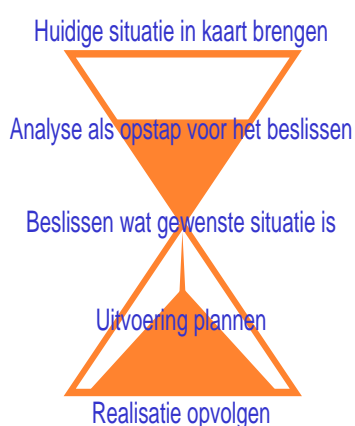 Huidige situatie in kaart brengen
Analyse als opstap voor het beslissen
Beslissen wat gewenste situatie is
Uitvoering plannen
Realisatie opvolgen